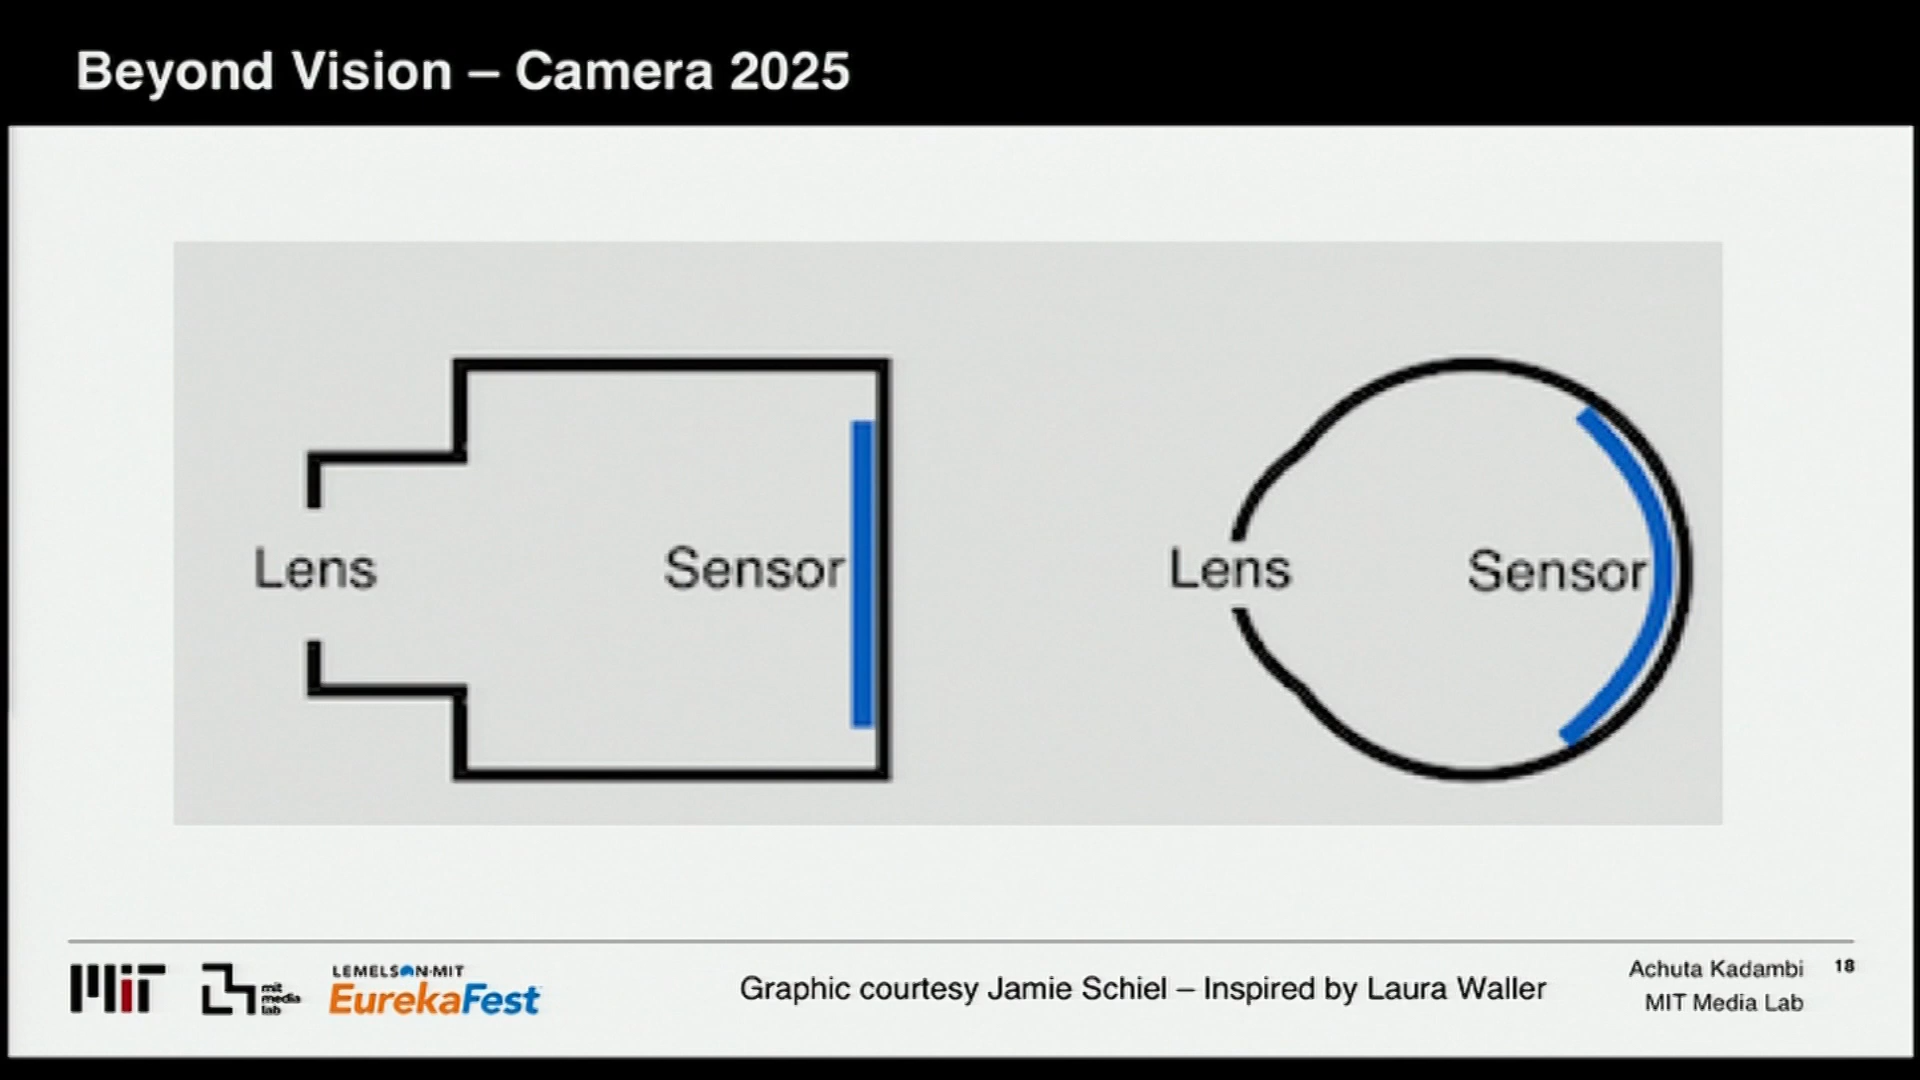 Beyond Vision – Camera 2025
Lens
Sensor
Lens
Sensor
MiT
mit
media
lab
LEMELSON-MIT
EurekaFest
Graphic courtesy Jamie Schiel – Inspired by Laura Waller
Achuta Kadambi
MIT Media Lab
18